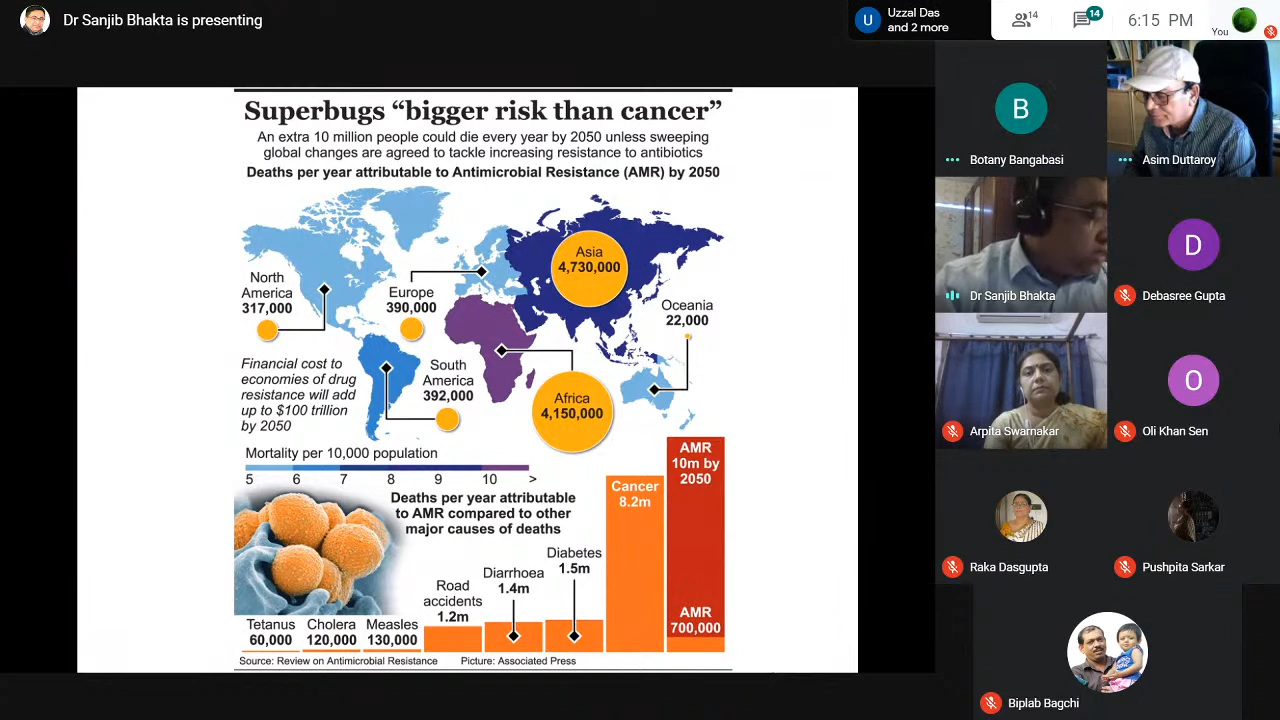 Dr Sanjib Bhakta is presenting
U
Uzzal Das
and 2 more
14
14
6:15 PM
You
Superbugs “bigger risk than cancer”
An extra 10 million people could die every year by 2050 unless sweeping
global changes are agreed to tackle increasing resistance to antibiotics
Deaths per year attributable to Antimicrobial Resistance (AMR) by 2050
North
America
317,000
Europe
390,000
Asia
4,730,000
Oceania
22,000
Financial cost to
economies of drug
resistance will add
up to $100 trillion
by 2050
South
America
392,000
Africa
4,150,000
Mortality per 10,000 population
5 6 7 8 9 10 >
Deaths per year attributable
to AMR compared to other
major causes of deaths
Tetanus
60,000
Cholera
120,000
Measles
130,000
Road
accidents
1.2m
Diarrhoea
1.4m
Diabetes
1.5m
Cancer
8.2m
AMR
10m by
2050
AMR
700,000
Source: Review on Antimicrobial Resistance Picture: Associated Press
B
Botany Bangabasi
Asim Duttaroy
Dr Sanjib Bhakta
D
Debasree Gupta
Arpita Swarnakar
O
Oli Khan Sen
Raka Dasgupta
Pushpita Sarkar
Biplab Bagchi